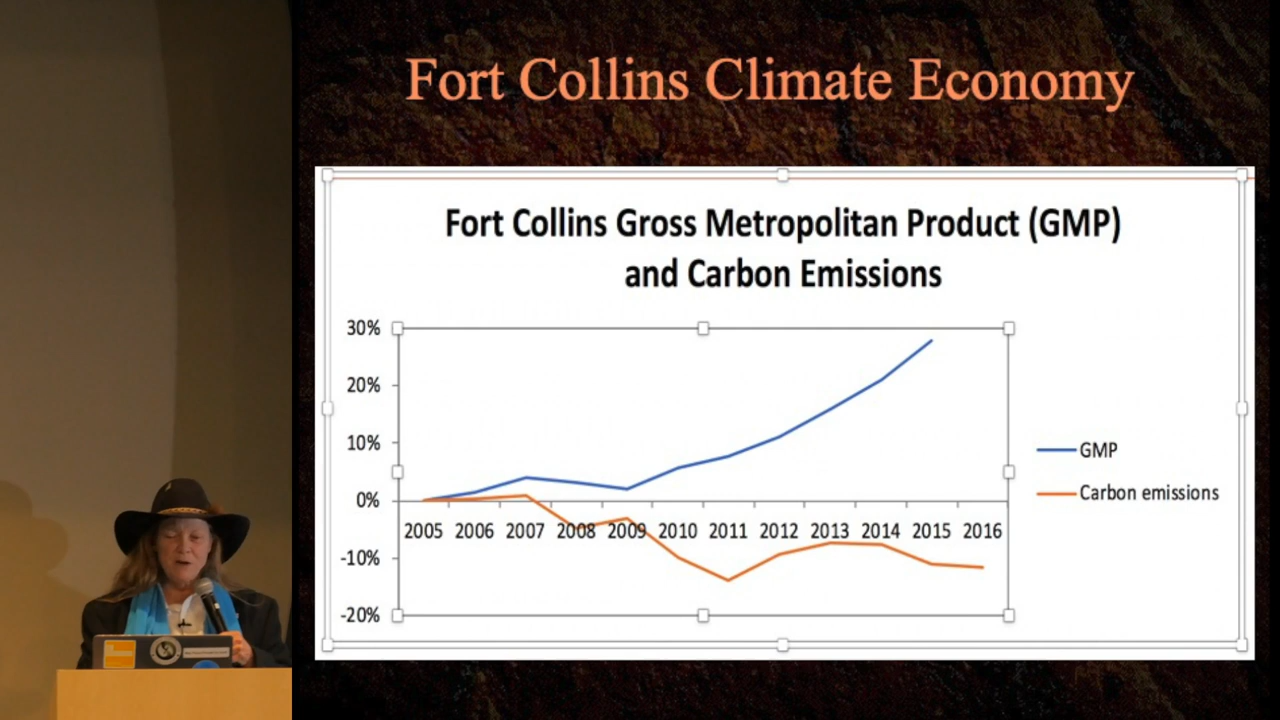 Fort Collins Climate Economy
Fort Collins Gross Metropolitan Product (GMP)
and Carbon Emissions
30%
20%
10%
0%
-10%
-20%
2005 2006 2007 2008 2009 2010 2011 2012 2013 2014 2015 2016
GMP
Carbon emissions